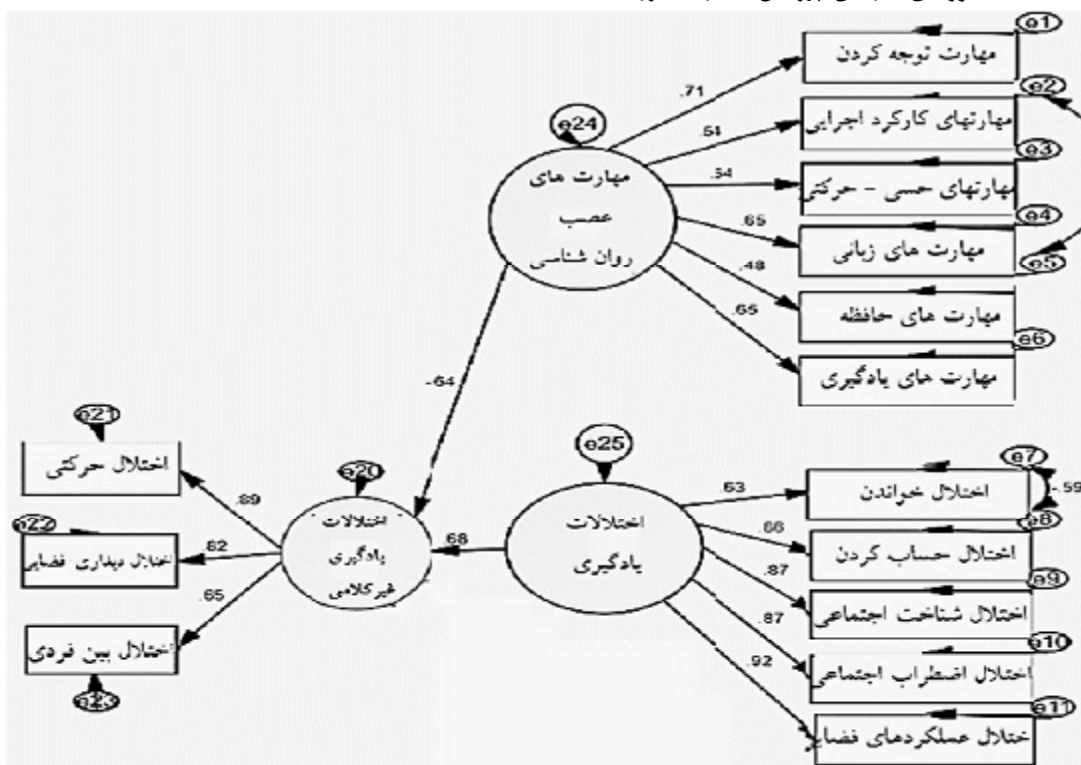 e1
مهارت توجه کردن
.71
e2
e24
مهارتهای کارکرد اجرایی
.54
e3
مهارت های
عصب
روان شناسی
مهارتهای حسی - حرکتی
.54
e4
.65
مهارت های زبانی
e5
.48
مهارت های حافظه
.65
e6
مهارت های یادگیری
-.64
e21
اختلال حرکتی
.89
e20
e25
e7
-.59
اختلال خواندن
.63
e22
اختلال دیداری فضایی
.62
اختلالات
یادگیری
غیرکلامی
.68
اختلالات
یادگیری
e8
.66
اختلال حساب کردن
e9
.87
اختلال شناخت اجتماعی
.65
اختلال بین فردی
e23
.87
e10
اختلال اضطراب اجتماعی
.92
e11
ختلال عملکردهای فضایی